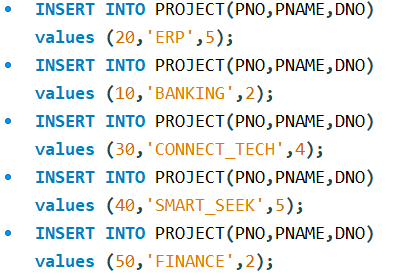 INSERT INTO PROJECT(PNO,PNAME,DNO)
values (20,'ERP',5);
INSERT INTO PROJECT(PNO,PNAME,DNO)
values (10,'BANKING',2);
INSERT INTO PROJECT(PNO,PNAME,DNO)
values (30,'CONNECT_TECH',4);
INSERT INTO PROJECT(PNO,PNAME,DNO)
values (40,'SMART_SEEK',5);
INSERT INTO PROJECT(PNO,PNAME,DNO)
values (50,'FINANCE',2);